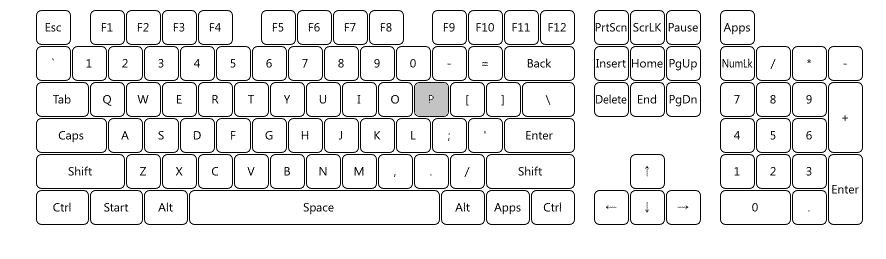 Esc F1 F2 F3 F4 F5 F6 F7 F8 F9 F10 F11 F12 PrtScn ScrLK Pause Apps
` 1 2 3 4 5 6 7 8 9 0 - = Back Insert Home PgUp NumLk / * -
Tab Q W E R T Y U I O P [ ] \ Delete End PgDn 7 8 9 +
Caps A S D F G H J K L ; ' Enter 4 5 6
Shift Z X C V B N M , . / Shift ↑ 1 2 3 Enter
Ctrl Start Alt Space Alt Apps Ctrl ← ↓ → 0 .